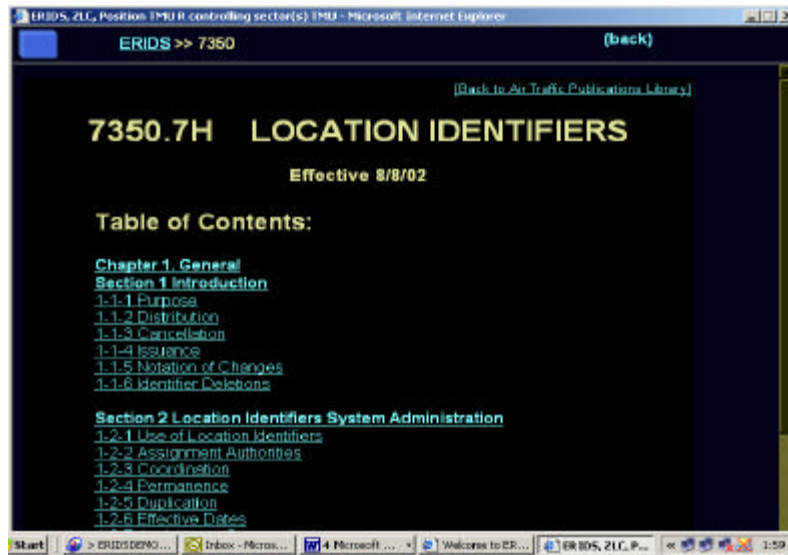 ERIDS, ZLC, Position TMU R controlling sector(s) TMU - Microsoft Internet Explorer
ERIDS >> 7350 (back)
[Back to Air Traffic Publications Library]
7350.7H LOCATION IDENTIFIERS
Effective 8/8/02
Table of Contents:
Chapter 1. General
Section 1 Introduction
1-1-1 Purpose
1-1-2 Distribution
1-1-3 Cancellation
1-1-4 Issuance
1-1-5 Notation of Changes
1-1-6 Identifier Deletions
Section 2 Location Identifiers System Administration
1-2-1 Use of Location Identifiers
1-2-2 Assignment Authorities
1-2-3 Coordination
1-2-4 Permanence
1-2-5 Duplication
1-2-6 Effective Dates
Start > ERIDSDEMO... Inbox - Micros... 4 Microsoft ... Welcome to ER... ERIDS, ZLC, P... « 1:59